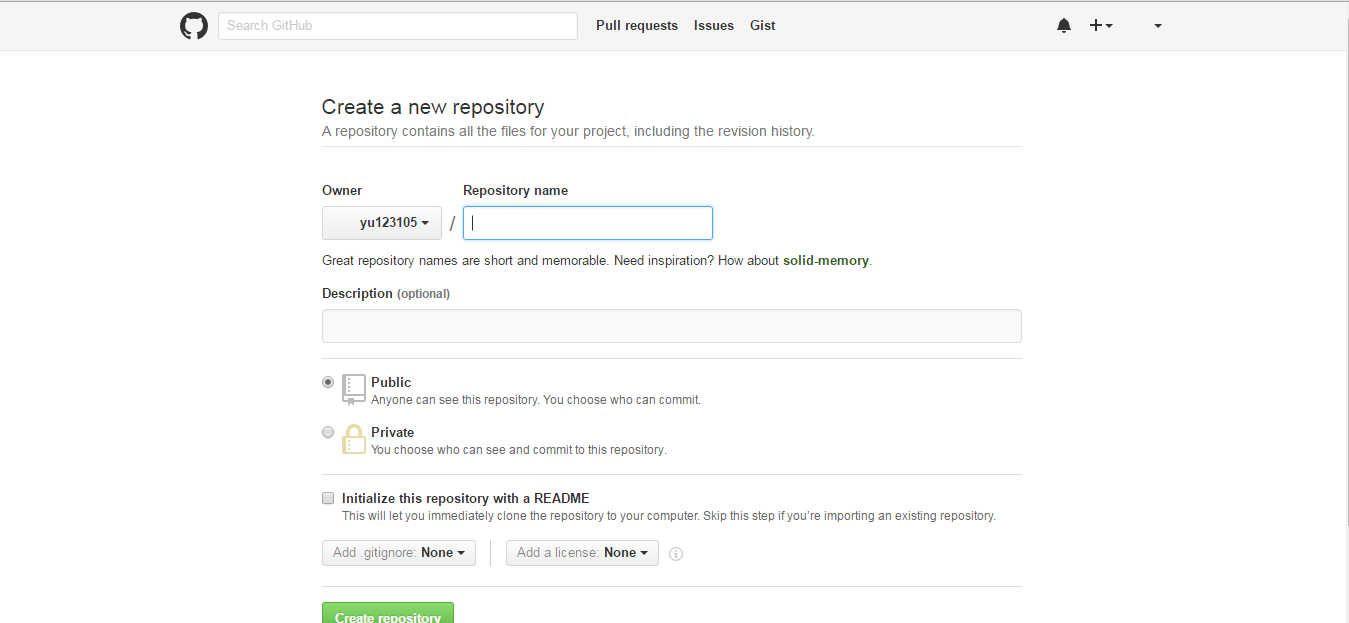 Search GitHub Pull requests Issues Gist
Create a new repository
A repository contains all the files for your project, including the revision history.
Owner Repository name
yu123105 /
Great repository names are short and memorable. Need inspiration? How about solid-memory.
Description (optional)
Public
Anyone can see this repository. You choose who can commit.
Private
You choose who can see and commit to this repository.
Initialize this repository with a README
This will let you immediately clone the repository to your computer. Skip this step if you’re importing an existing repository.
Add .gitignore: None Add a license: None
Create repository